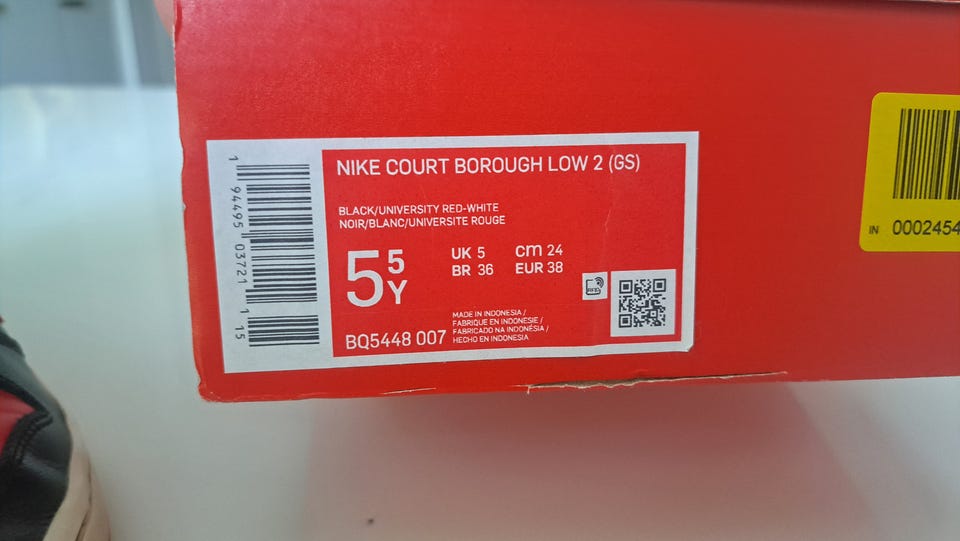 NIKE COURT BOROUGH LOW 2 (GS)
BLACK/UNIVERSITY RED-WHITE
NOIR/BLANC/UNIVERSITE ROUGE
5 5 Y
UK 5 cm 24
BR 36 EUR 38
BQ5448 007
MADE IN INDONESIA /
FABRIQUE EN INDONESIE /
FABRICADO NA INDONÉSIA /
HECHO EN INDONESIA
1 94495 03721 1 15
IN 0002454